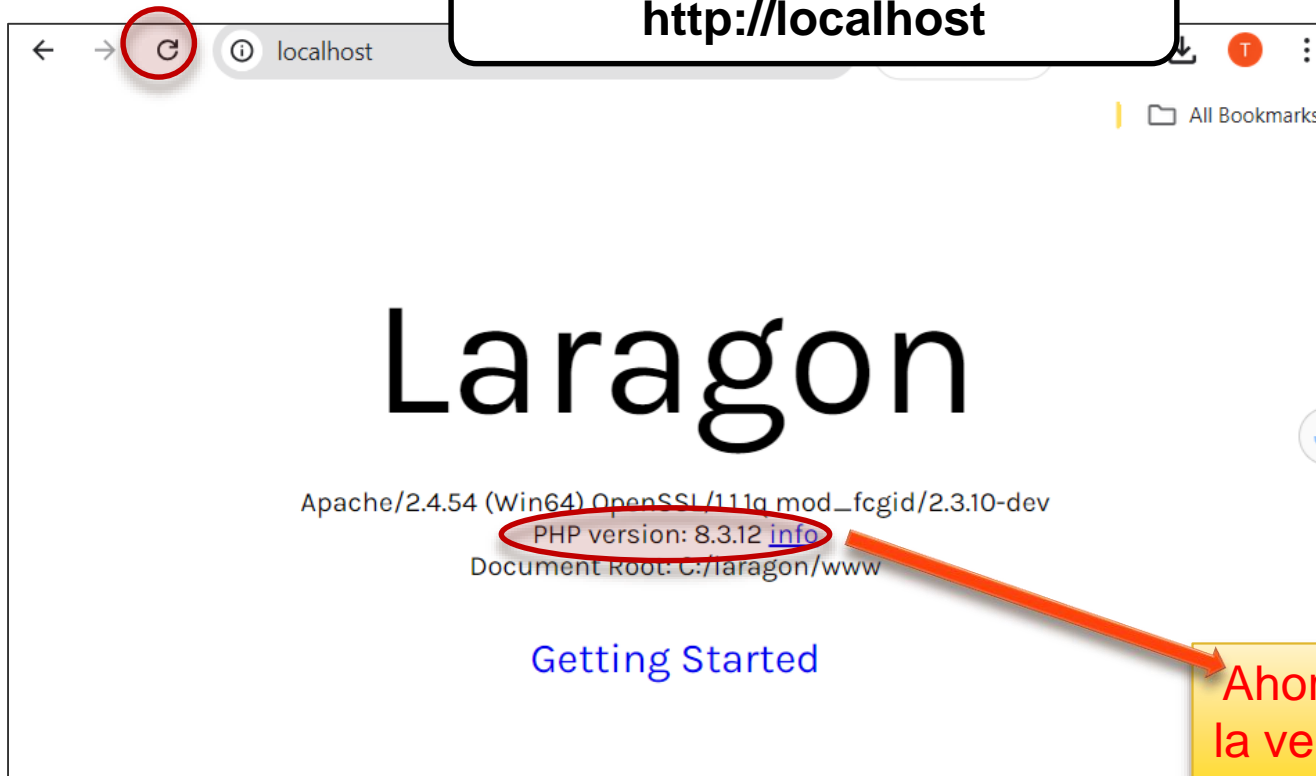 http://localhost
localhost
T
All Bookmarks
Laragon
Apache/2.4.54 (Win64) OpenSSL/1.1.1q mod_fcgid/2.3.10-dev
PHP version: 8.3.12 info
Document Root: C:/laragon/www
Getting Started
la